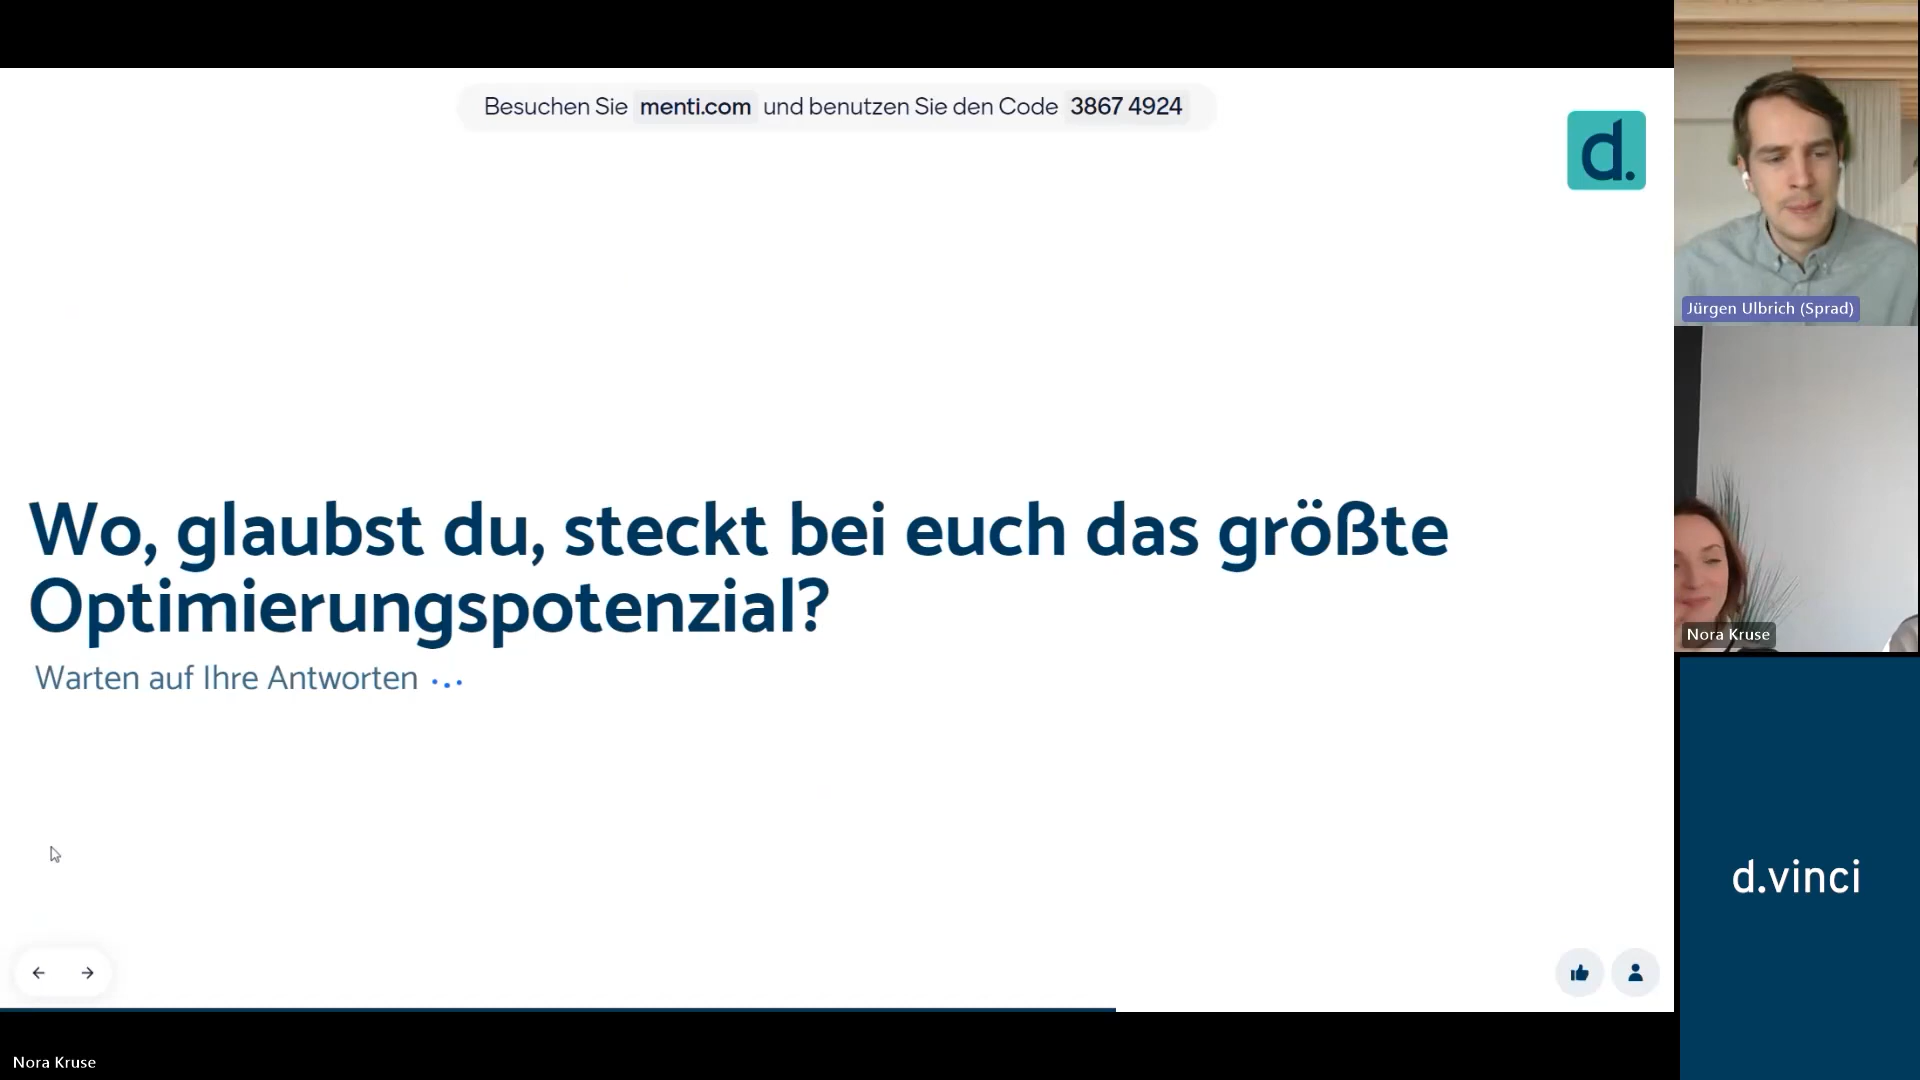 Besuchen Sie menti.com und benutzen Sie den Code 3867 4924
d.
Wo, glaubst du, steckt bei euch das größte
Optimierungspotenzial?
Warten auf Ihre Antworten ...
Jürgen Ulbrich (Sprad)
Nora Kruse
d.vinci
Nora Kruse